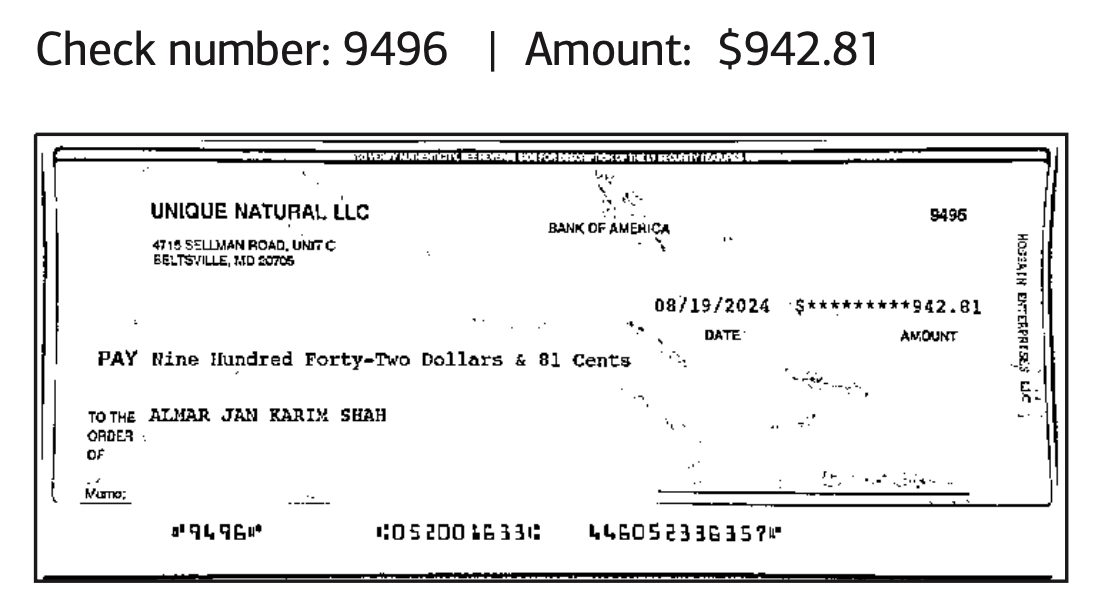 Check number: 9496 | Amount: $942.81
TO VERIFY AUTHENTICITY, SEE REVERSE SIDE FOR DESCRIPTION OF THE 11 SECURITY FEATURES
UNIQUE NATURAL LLC
BANK OF AMERICA
9496
4715 SELLMAN ROAD, UNIT C
BELTSVILLE, MD 20705
HOSSAIN ENTERPRISES LLC
08/19/2024 $*********942.81
DATE AMOUNT
PAY Nine Hundred Forty-Two Dollars & 81 Cents
TO THE ALMAR JAN KARIM SHAH
ORDER
OF
Memo:
⑈9496⑈ ⑆052001633⑆ 446052336357⑈